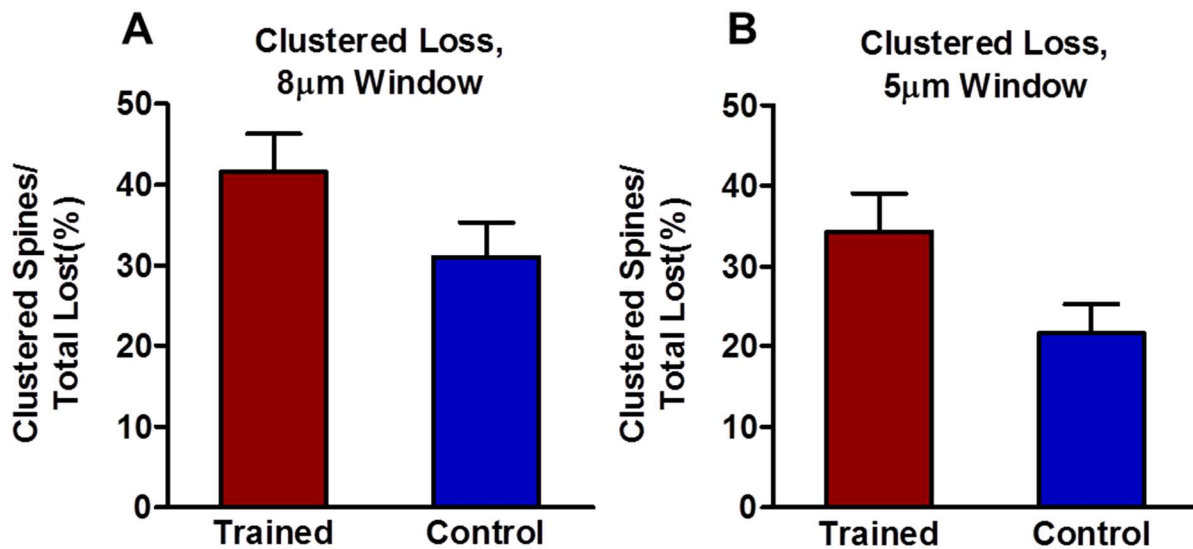 A
Clustered Loss,
8μm Window
Clustered Spines/
Total Lost(%)
50
40
30
20
10
0
Trained
Control
B
Clustered Loss,
5μm Window
Clustered Spines/
Total Lost(%)
50
40
30
20
10
0
Trained
Control